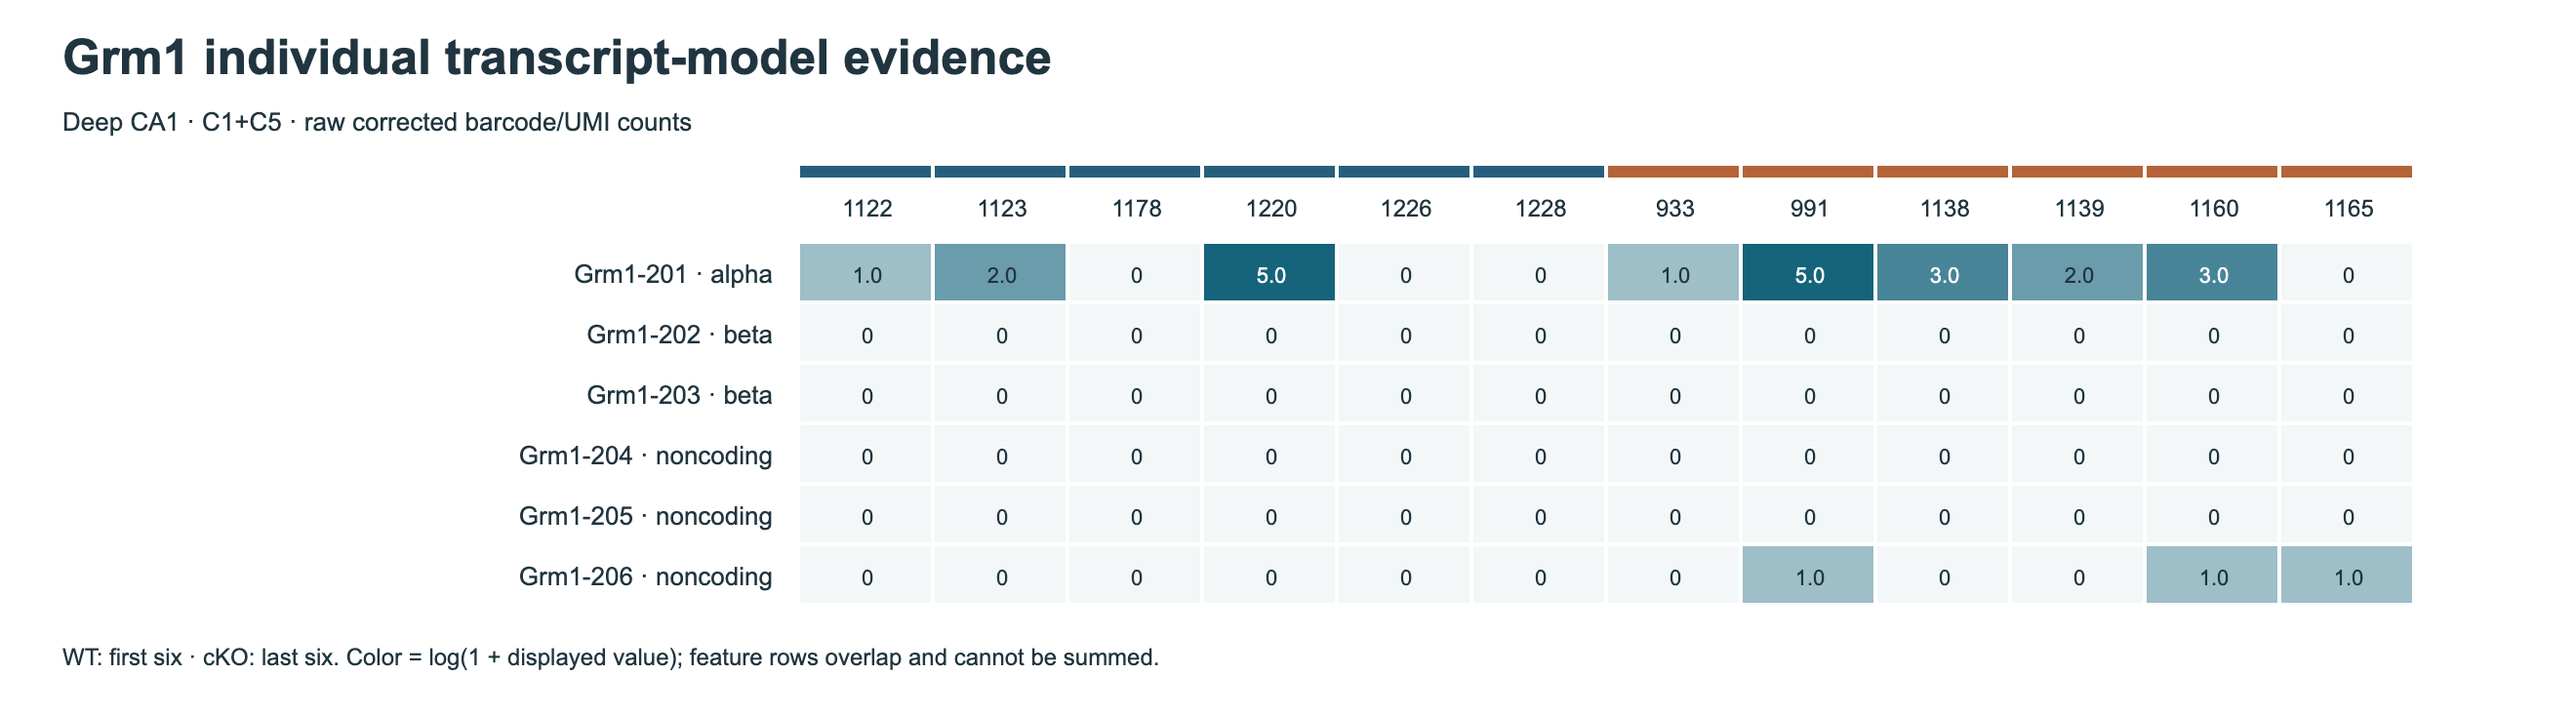 Grm1 individual transcript-model evidence
Deep CA1 · C1+C5 · raw corrected barcode/UMI counts
1122 1123 1178 1220 1226 1228 933 991 1138 1139 1160 1165
Grm1-201 · alpha 1.0 2.0 0 5.0 0 0 1.0 5.0 3.0 2.0 3.0 0
Grm1-202 · beta 0 0 0 0 0 0 0 0 0 0 0 0
Grm1-203 · beta 0 0 0 0 0 0 0 0 0 0 0 0
Grm1-204 · noncoding 0 0 0 0 0 0 0 0 0 0 0 0
Grm1-205 · noncoding 0 0 0 0 0 0 0 0 0 0 0 0
Grm1-206 · noncoding 0 0 0 0 0 0 0 1.0 0 0 1.0 1.0
WT: first six · cKO: last six. Color = log(1 + displayed value); feature rows overlap and cannot be summed.